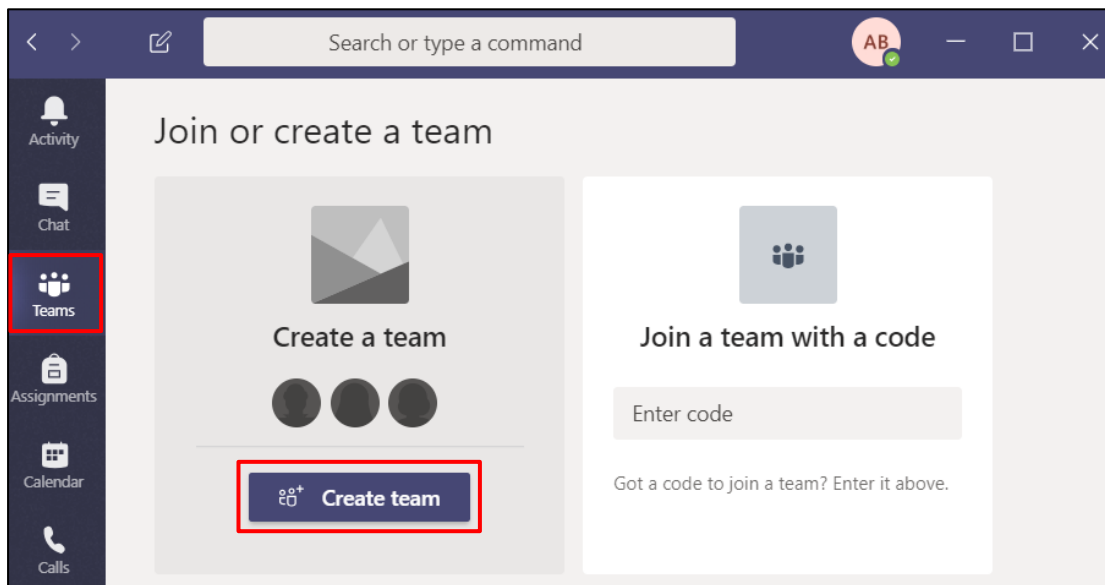 Search or type a command
AB
Activity
Chat
Teams
Assignments
Calendar
Calls
Join or create a team
Create a team
Create team
Join a team with a code
Enter code
Got a code to join a team? Enter it above.